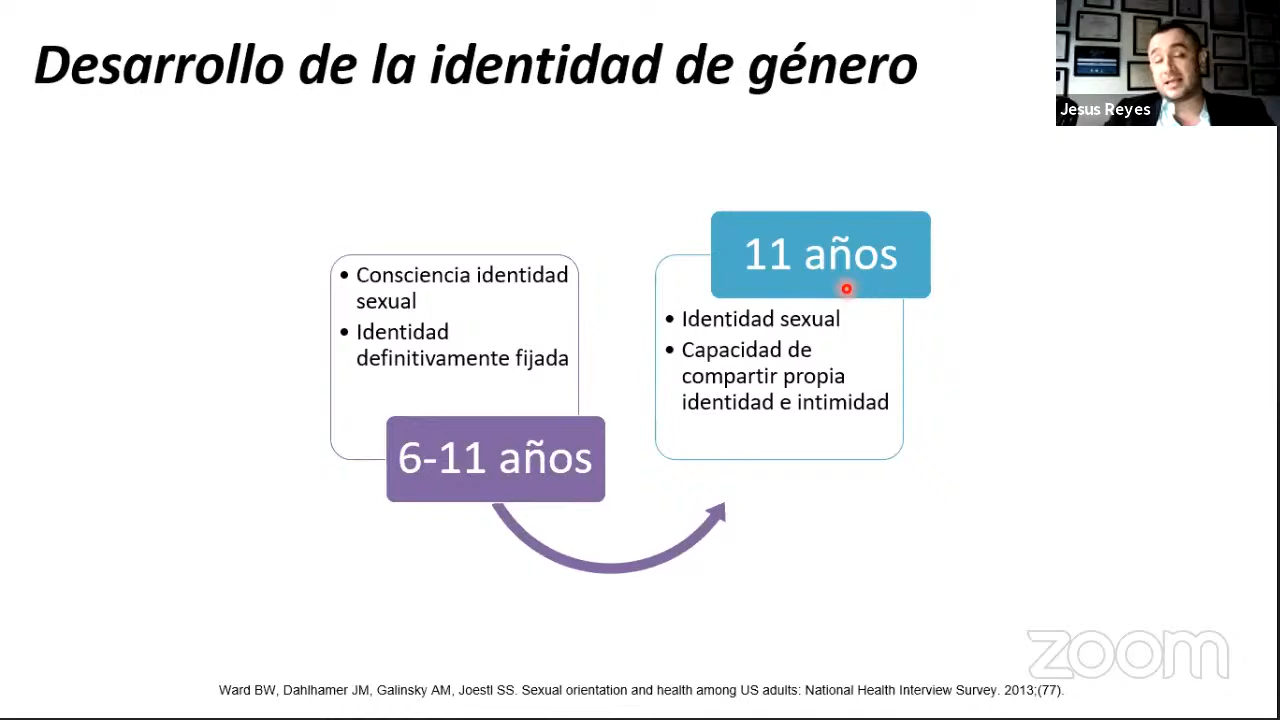 Desarrollo de la identidad de género
Jesus Reyes
• Consciencia identidad
sexual
• Identidad
definitivamente fijada
6-11 años
11 años
• Identidad sexual
• Capacidad de
compartir propia
identidad e intimidad
zoom
Ward BW, Dahlhamer JM, Galinsky AM, Joestl SS. Sexual orientation and health among US adults: National Health Interview Survey. 2013;(77).